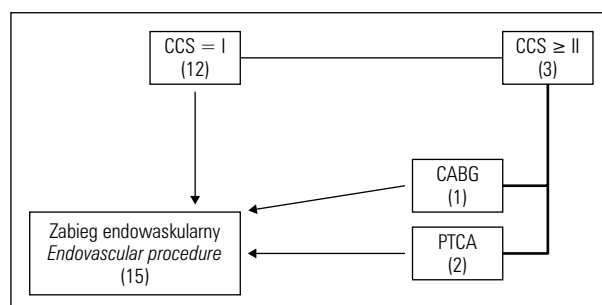 CCS = I
(12)
CCS ≥ II
(3)
CABG
(1)
PTCA
(2)
Zabieg endowaskularny
Endovascular procedure
(15)